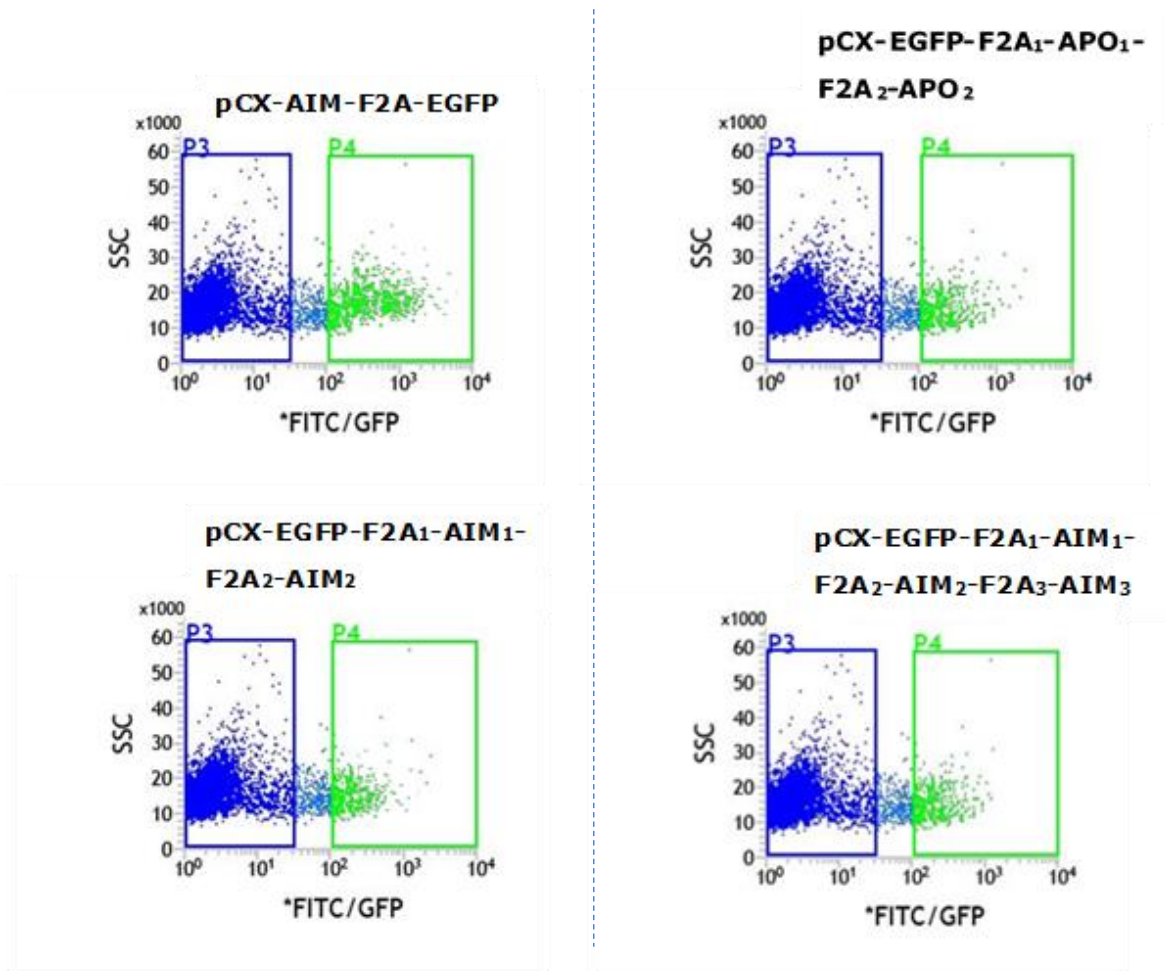 pCX-AIM-F2A-EGFP
x1000
P3
P4
60
50
40
30
20
10
0
SSC
10⁰ 10¹ 10² 10³ 10⁴
*FITC/GFP
pCX-EGFP-F2A₁-APO₁-
F2A₂-APO₂
x1000
P3
P4
60
50
40
30
20
10
0
SSC
10⁰ 10¹ 10² 10³ 10⁴
*FITC/GFP
pCX-EGFP-F2A₁-AIM₁-
F2A₂-AIM₂
x1000
P3
P4
60
50
40
30
20
10
0
SSC
10⁰ 10¹ 10² 10³ 10⁴
*FITC/GFP
pCX-EGFP-F2A₁-AIM₁-
F2A₂-AIM₂-F2A₃-AIM₃
x1000
P3
P4
60
50
40
30
20
10
0
SSC
10⁰ 10¹ 10² 10³ 10⁴
*FITC/GFP